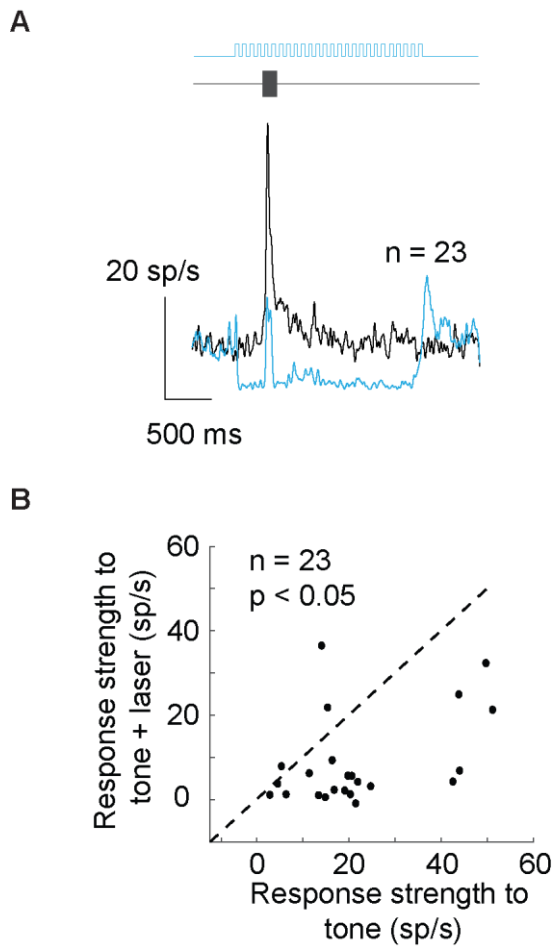 A
n = 23
20 sp/s
500 ms
B
60
40
20
0
n = 23
p < 0.05
Response strength to
tone + laser (sp/s)
0
20
40
60
Response strength to
tone (sp/s)